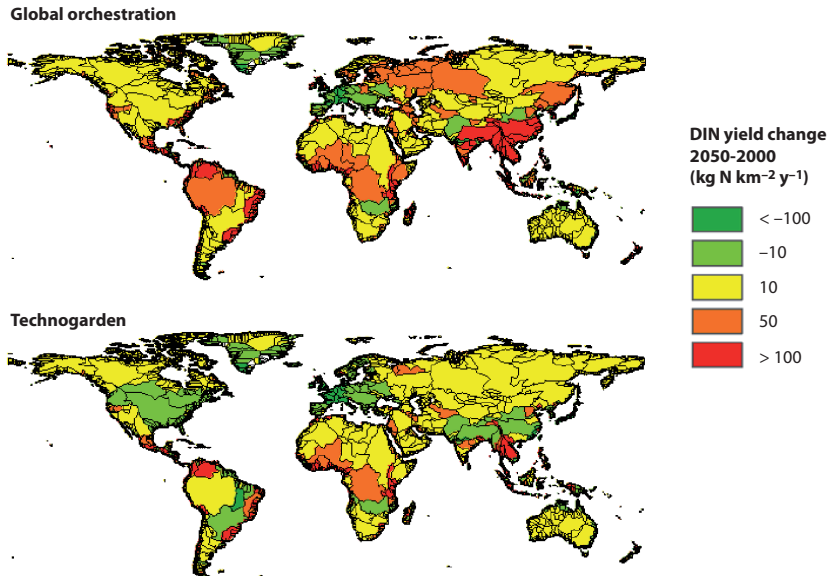 Global orchestration
DIN yield change
2050-2000
(kg N km⁻² y⁻¹)
< –100
–10
10
50
> 100
Technogarden